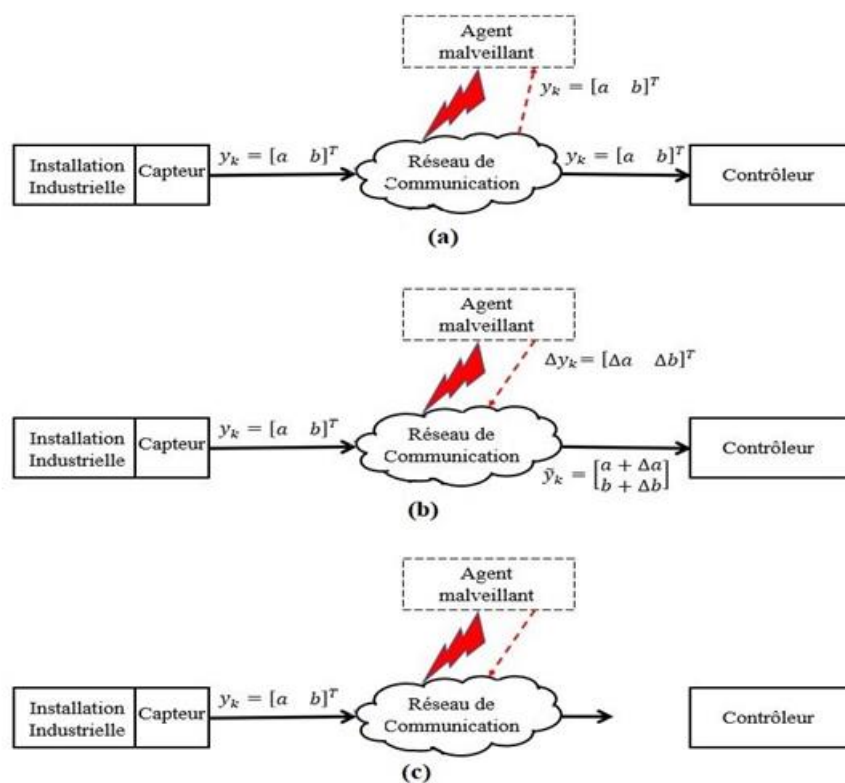 Agent
malveillant
y_k = [a b]^T
Installation
Industrielle
Capteur
y_k = [a b]^T
Réseau de
Communication
y_k = [a b]^T
Contrôleur
(a)
Agent
malveillant
Δy_k = [Δa Δb]^T
Installation
Industrielle
Capteur
y_k = [a b]^T
Réseau de
Communication
Contrôleur
ỹ_k = [a + Δa
b + Δb]
(b)
Agent
malveillant
Installation
Industrielle
Capteur
y_k = [a b]^T
Réseau de
Communication
Contrôleur
(c)